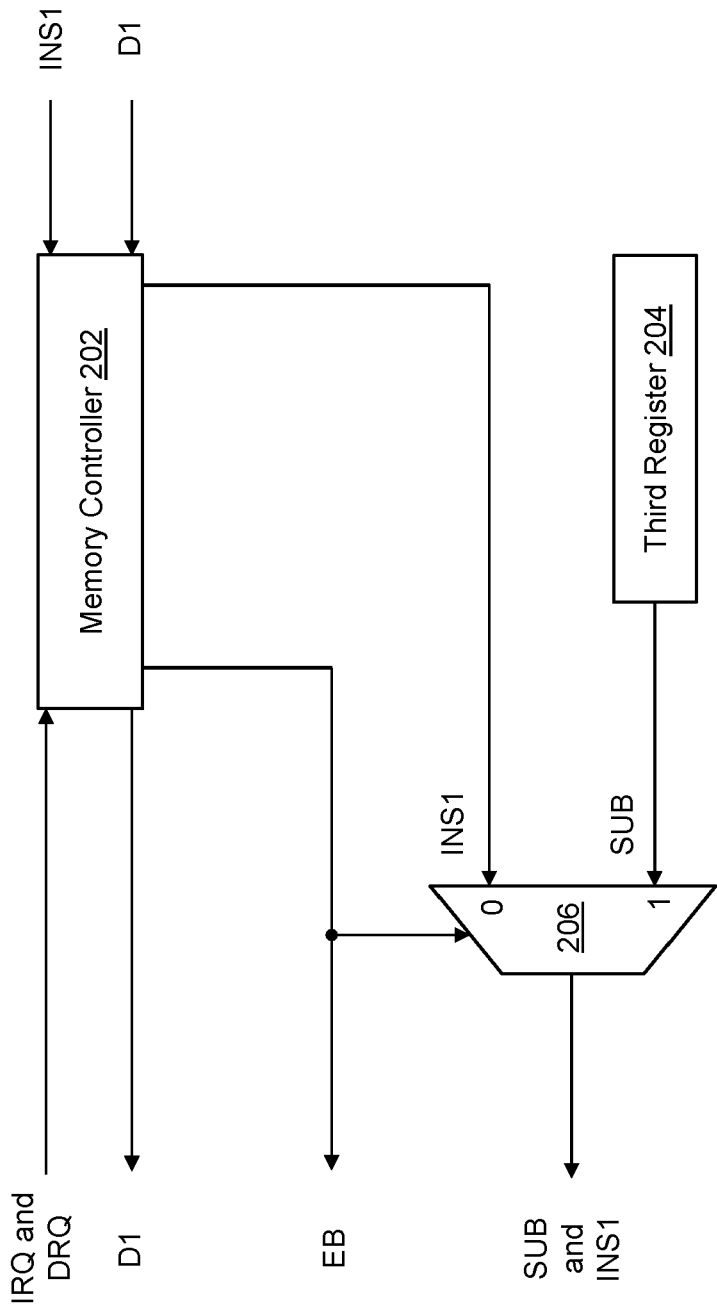 IRQ and
DRQ
Memory Controller 202
INS1
D1
D1
EB
INS1
0
SUB
1
206
Third Register 204
SUB
and
INS1